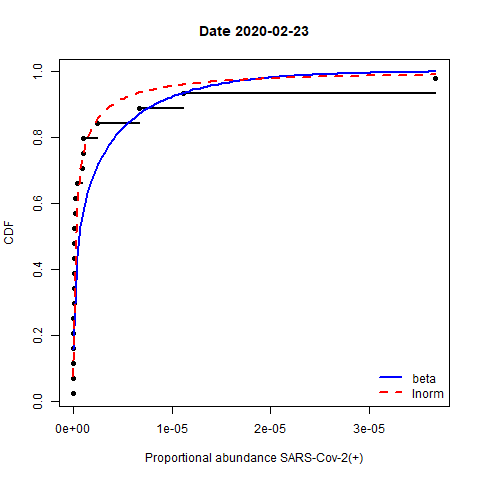 Date 2020-02-23
CDF
1.0
0.8
0.6
0.4
0.2
0.0
beta
lnorm
0e+00 1e-05 2e-05 3e-05
Proportional abundance SARS-Cov-2(+)